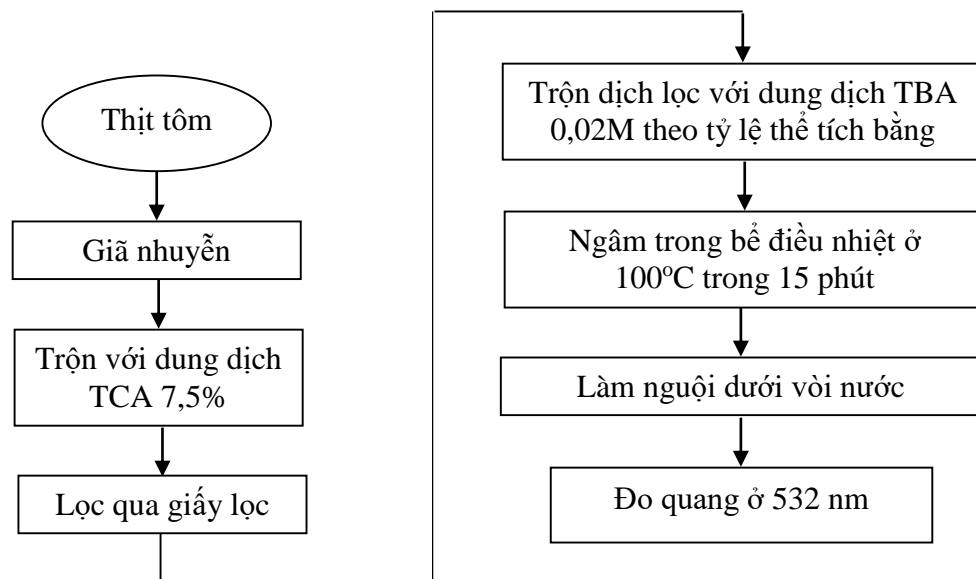 Thịt tôm
Giã nhuyễn
Trộn với dung dịch
TCA 7,5%
Lọc qua giấy lọc
Trộn dịch lọc với dung dịch TBA
0,02M theo tỷ lệ thể tích bằng
Ngâm trong bể điều nhiệt ở
100°C trong 15 phút
Làm nguội dưới vòi nước
Đo quang ở 532 nm